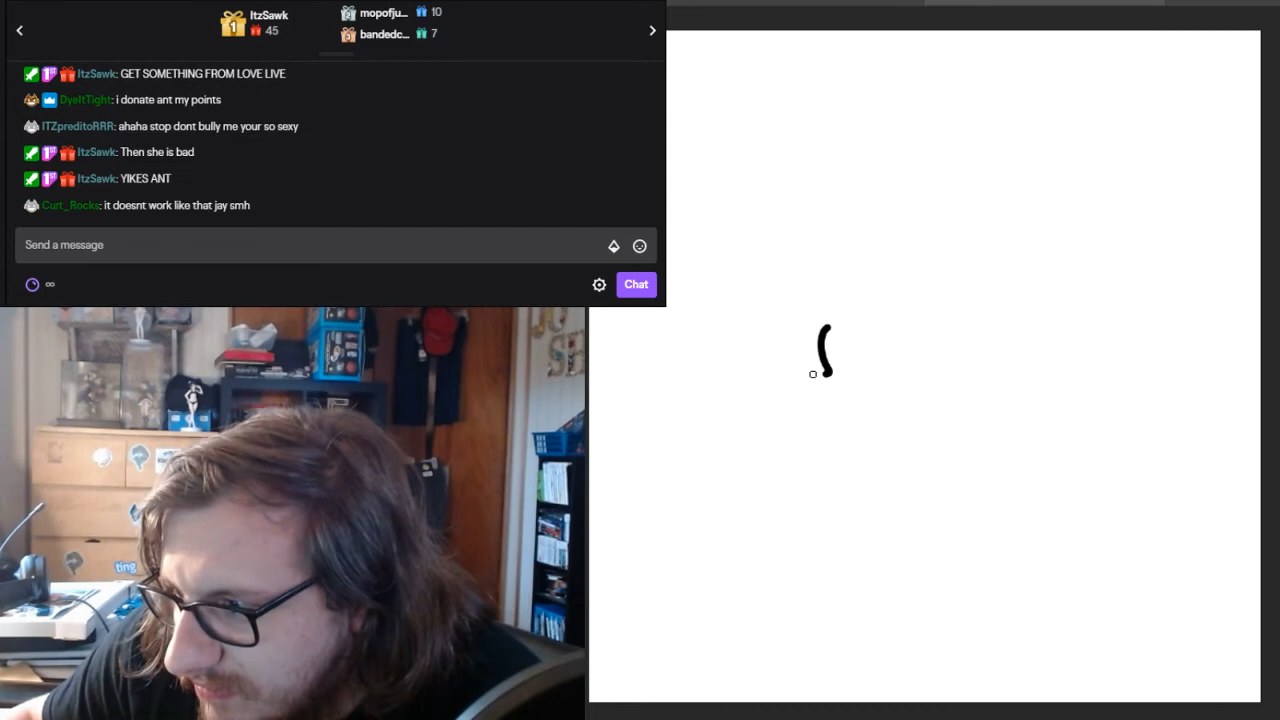 ItzSawk
45
mopofju... 10
bandedc... 7
ItzSawk: GET SOMETHING FROM LOVE LIVE
DyeItTight: i donate ant my points
ITZpreditoRRR: ahaha stop dont bully me your so sexy
ItzSawk: Then she is bad
ItzSawk: YIKES ANT
Curt_Rocks: it doesnt work like that jay smh
Send a message
∞
Chat
ting